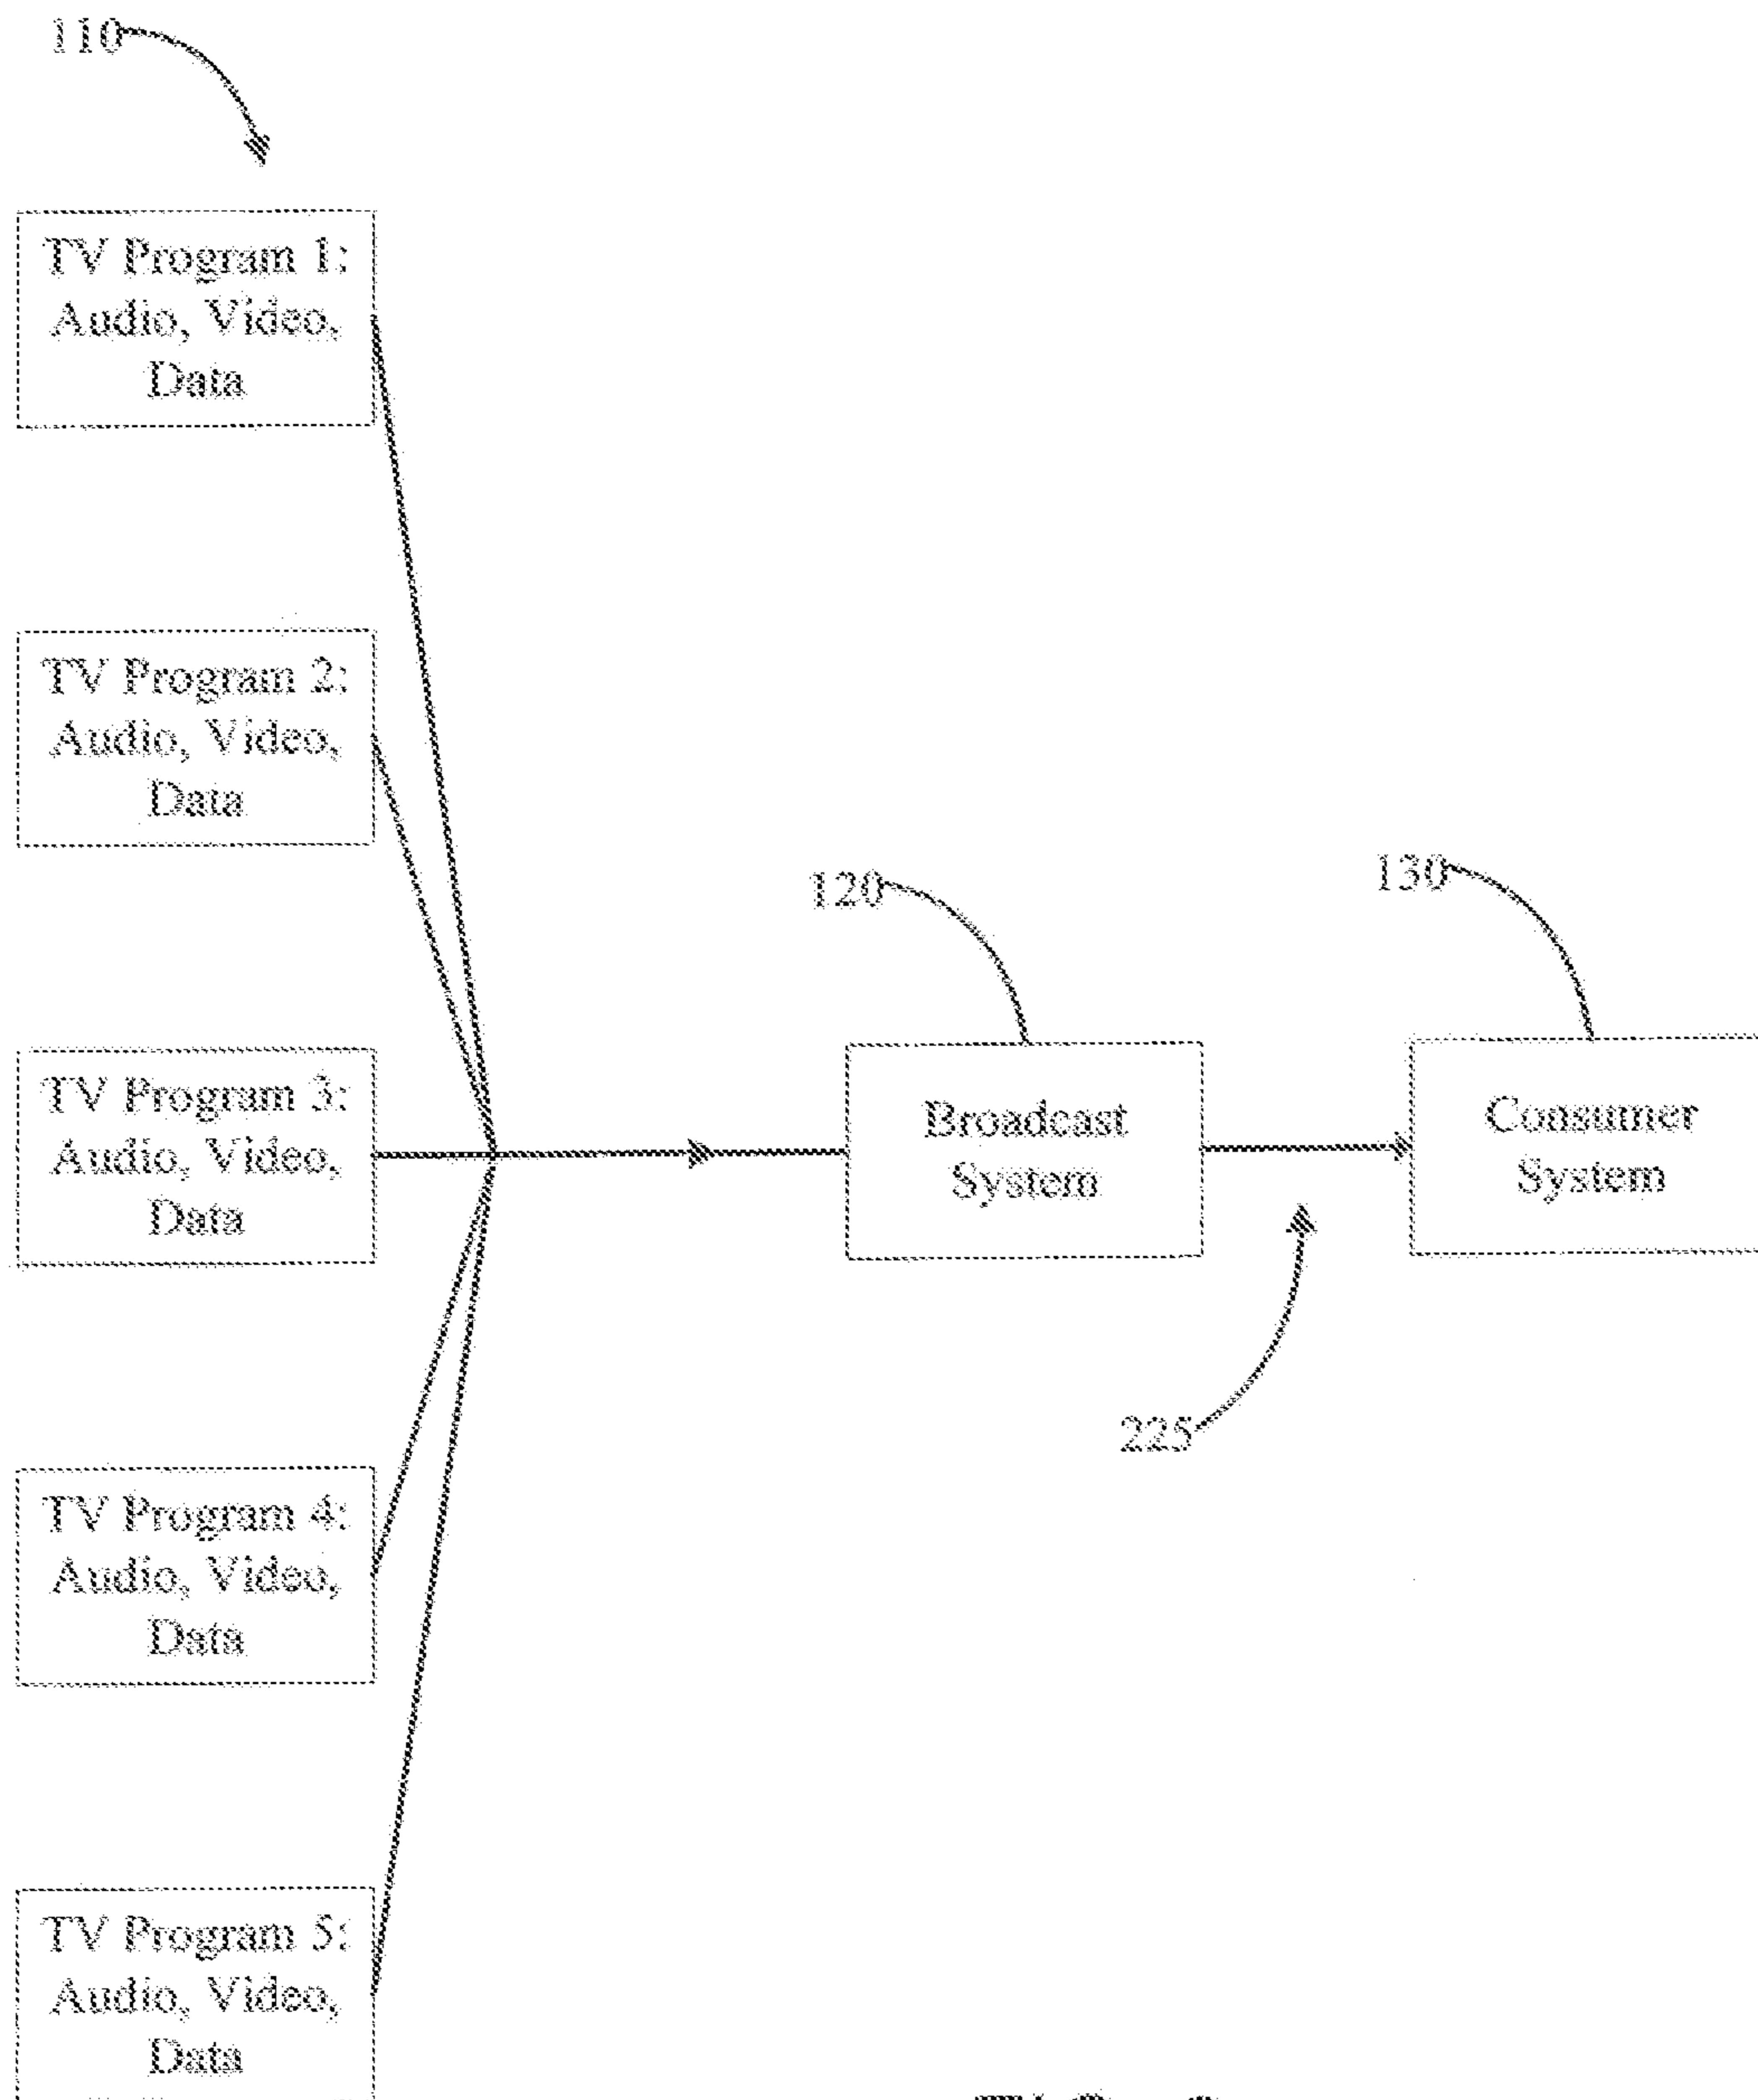 110
TV Program 1:
Audio, Video,
Data
TV Program 2:
Audio, Video,
Data
120
130
TV Program 3:
Audio, Video,
Data
Broadcast
System
Consumer
System
225
TV Program 4:
Audio, Video,
Data
TV Program 5:
Audio, Video,
Data